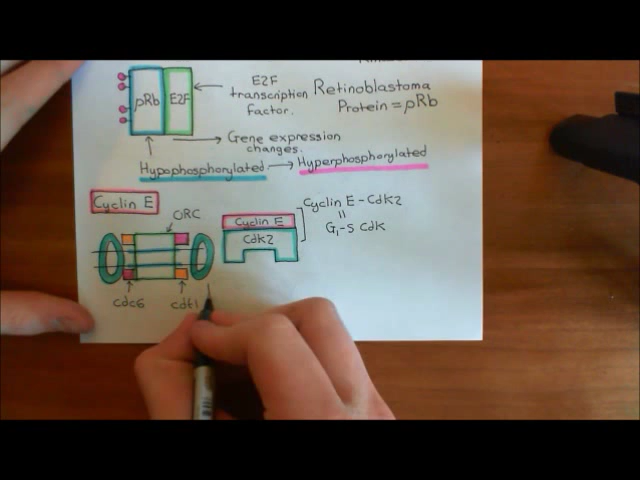 pRb
E2F
E2F
transcription
factor.
Retinoblastoma
Protein = pRb
Gene expression
changes.
Hypophosphorylated
Hyperphosphorylated
Cyclin E
ORC
Cyclin E
Cdk2
Cyclin E - Cdk2
=
G1-S Cdk
cdc6
cdt1